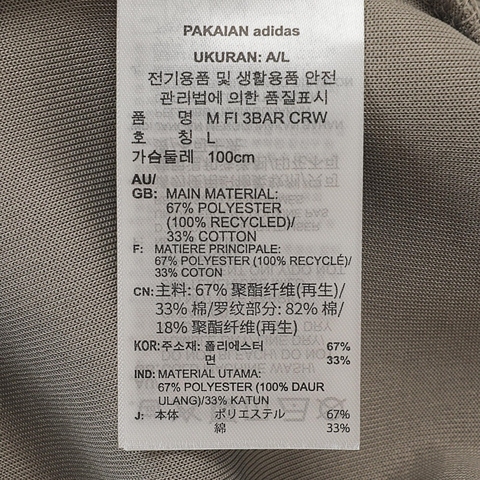 PAKAIAN adidas
UKURAN: A/L
전기용품 및 생활용품 안전
관리법에 의한 품질표시
품 명 M FI 3BAR CRW
호 칭 L
가슴둘레 100cm
AU/
GB: MAIN MATERIAL:
67% POLYESTER
(100% RECYCLED)/
33% COTTON
F: MATIERE PRINCIPALE:
67% POLYESTER (100% RECYCLÉ)/
33% COTON
CN: 主料: 67% 聚酯纤维(再生)/
33% 棉/罗纹部分: 82% 棉/
18% 聚酯纤维(再生)
KOR: 주소재: 폴리에스터 67%
면 33%
IND: MATERIAL UTAMA:
67% POLYESTER (100% DAUR
ULANG)/33% KATUN
J: 本体 ポリエステル 67%
綿 33%